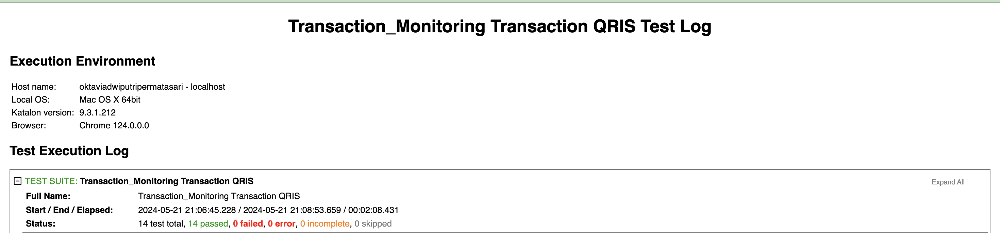 Transaction_Monitoring Transaction QRIS Test Log
Execution Environment
Host name: oktaviadwiputripermatasari - localhost
Local OS: Mac OS X 64bit
Katalon version: 9.3.1.212
Browser: Chrome 124.0.0.0
Test Execution Log
TEST SUITE: Transaction_Monitoring Transaction QRIS Expand All
Full Name: Transaction_Monitoring Transaction QRIS
Start / End / Elapsed: 2024-05-21 21:06:45.228 / 2024-05-21 21:08:53.659 / 00:02:08.431
Status: 14 test total, 14 passed, 0 failed, 0 error, 0 incomplete, 0 skipped